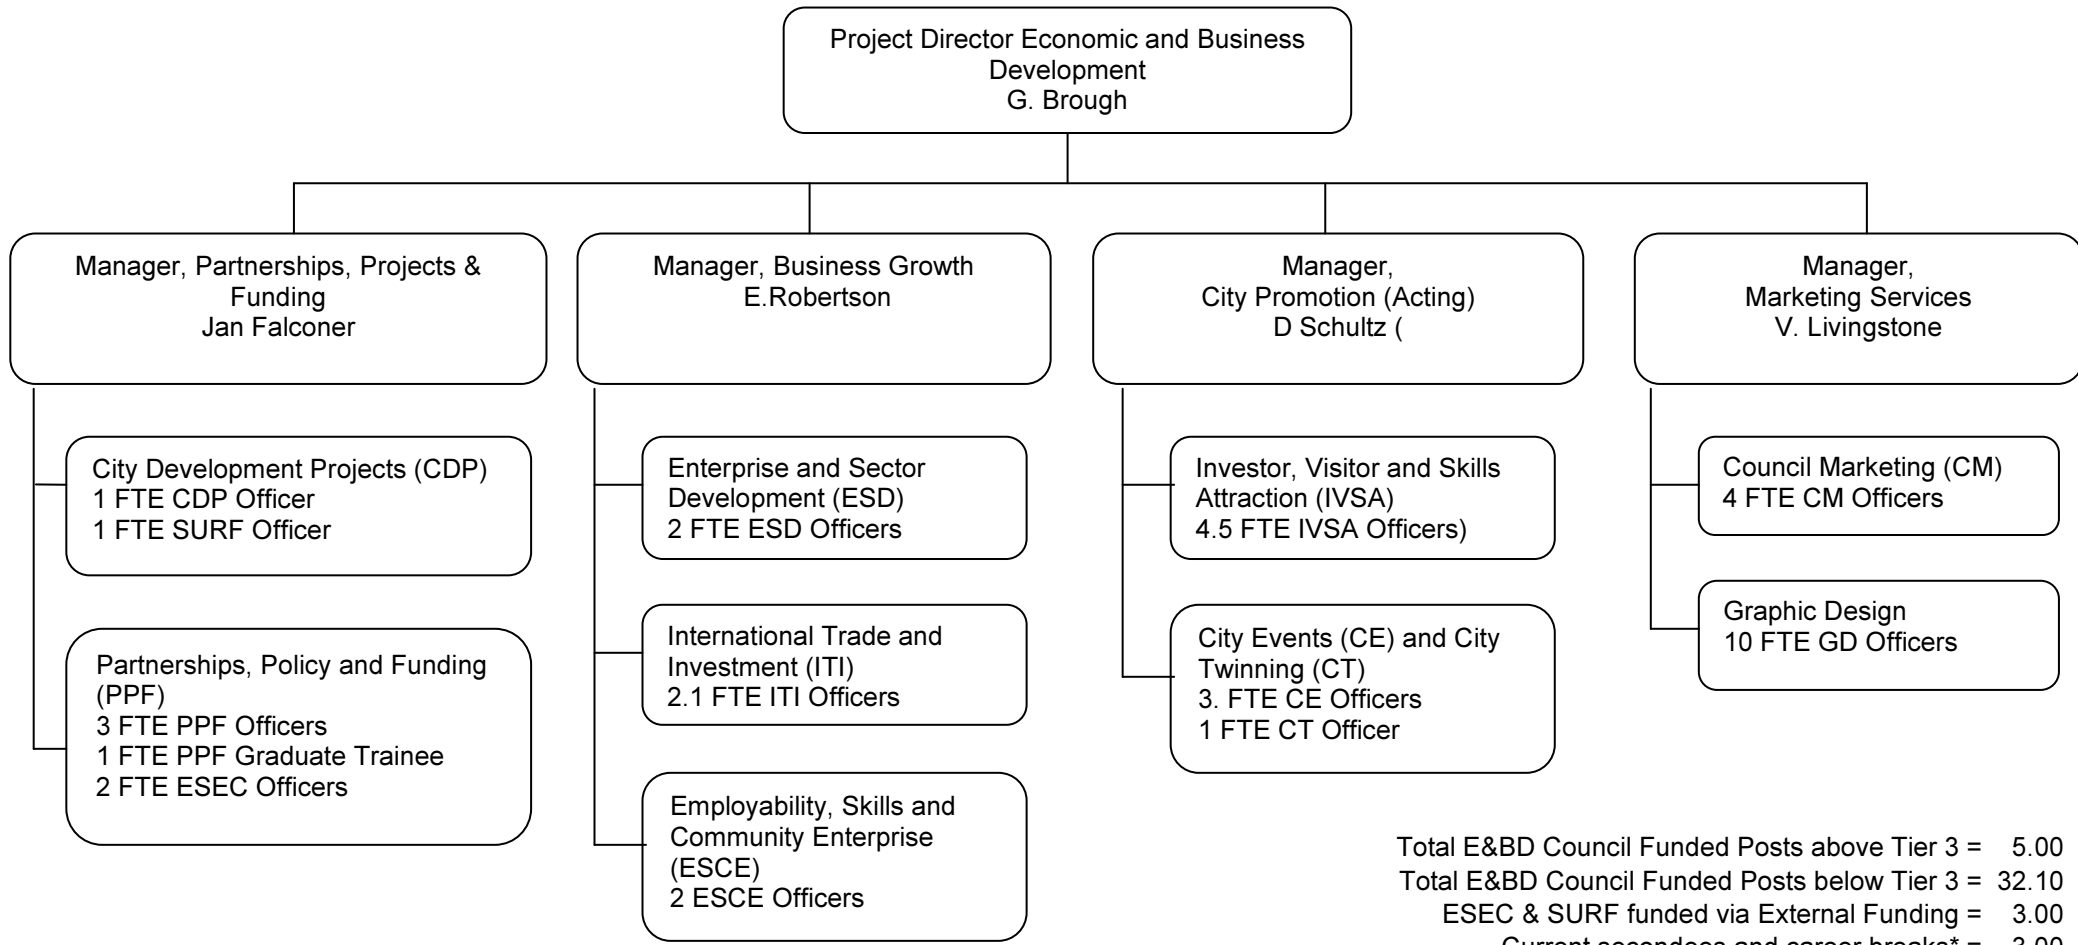 Project Director Economic and Business
Development
G. Brough
Manager, Partnerships, Projects &
Funding
Jan Falconer
City Development Projects (CDP)
1 FTE CDP Officer
1 FTE SURF Officer
Partnerships, Policy and Funding
(PPF)
3 FTE PPF Officers
1 FTE PPF Graduate Trainee
2 FTE ESEC Officers
Manager, Business Growth
E.Robertson
Enterprise and Sector
Development (ESD)
2 FTE ESD Officers
International Trade and
Investment (ITI)
2.1 FTE ITI Officers
Employability, Skills and
Community Enterprise
(ESCE)
2 ESCE Officers
Manager,
City Promotion (Acting)
D Schultz (
Investor, Visitor and Skills
Attraction (IVSA)
4.5 FTE IVSA Officers)
City Events (CE) and City
Twinning (CT)
3. FTE CE Officers
1 FTE CT Officer
Manager,
Marketing Services
V. Livingstone
Council Marketing (CM)
4 FTE CM Officers
Graphic Design
10 FTE GD Officers
Total E&BD Council Funded Posts above Tier 3 = 5.00
Total E&BD Council Funded Posts below Tier 3 = 32.10
ESEC & SURF funded via External Funding = 3.00
Current secondees and career breaks* = 3.00